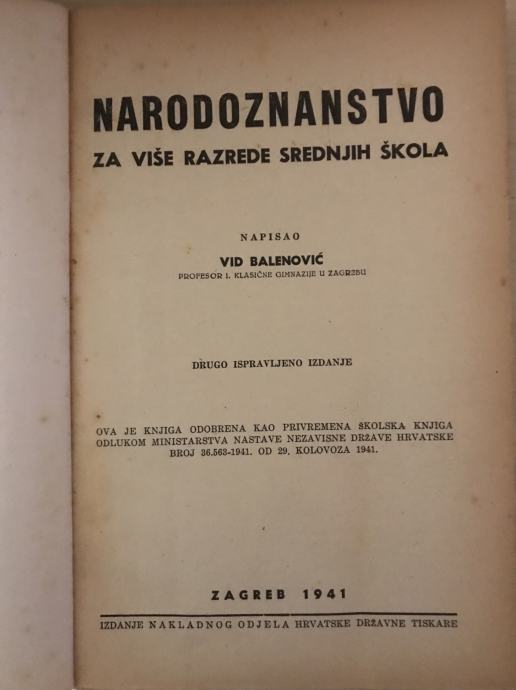 NARODOZNANSTVO
ZA VIŠE RAZREDE SREDNJIH ŠKOLA
NAPISAO
VID BALENOVIĆ
PROFESOR I. KLASIČNE GIMNAZIJE U ZAGREBU
DRUGO ISPRAVLJENO IZDANJE
OVA JE KNJIGA ODOBRENA KAO PRIVREMENA ŠKOLSKA KNJIGA
ODLUKOM MINISTARSTVA NASTAVE NEZAVISNE DRŽAVE HRVATSKE
BROJ 36.563-1941. OD 29. KOLOVOZA 1941.
ZAGREB 1941
IZDANJE NAKLADNOG ODJELA HRVATSKE DRŽAVNE TISKARE